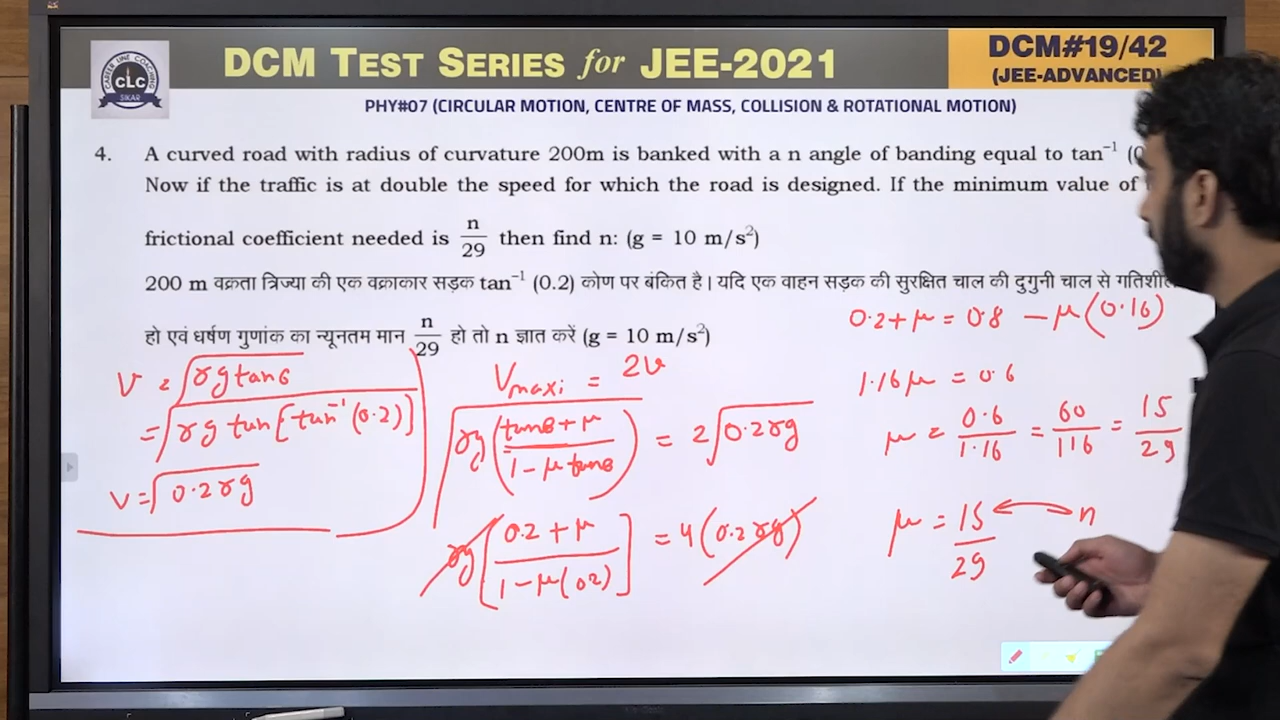 CAREER LINE COACHING
CLC
SIKAR
DCM TEST SERIES for JEE-2021
DCM#19/42
(JEE-ADVANCED)
PHY#07 (CIRCULAR MOTION, CENTRE OF MASS, COLLISION & ROTATIONAL MOTION)
4. A curved road with radius of curvature 200m is banked with a n angle of banding equal to tan⁻¹ (0
Now if the traffic is at double the speed for which the road is designed. If the minimum value of
frictional coefficient needed is n/29 then find n: (g = 10 m/s²)
200 m वक्रता त्रिज्या की एक वक्राकार सड़क tan⁻¹ (0.2) कोण पर बंकित है। यदि एक वाहन सड़क की सुरक्षित चाल की दुगुनी चाल से गतिशील
हो एवं घर्षण गुणांक का न्यूनतम मान n/29 हो तो n ज्ञात करें (g = 10 m/s²)
V = √(rg tanθ)
= √(rg tan[tan⁻¹(0.2)])
V = √(0.2rg)
Vmaxi = 2v
√(rg((tanθ+μ)/(1-μtanθ))) = 2√(0.2rg)
rg[(0.2+μ)/(1-μ(0.2))] = 4(0.2rg)
0.2+μ = 0.8 - μ(0.16)
1.16μ = 0.6
μ = 0.6/1.16 = 60/116 = 15/29
μ = 15/29 n